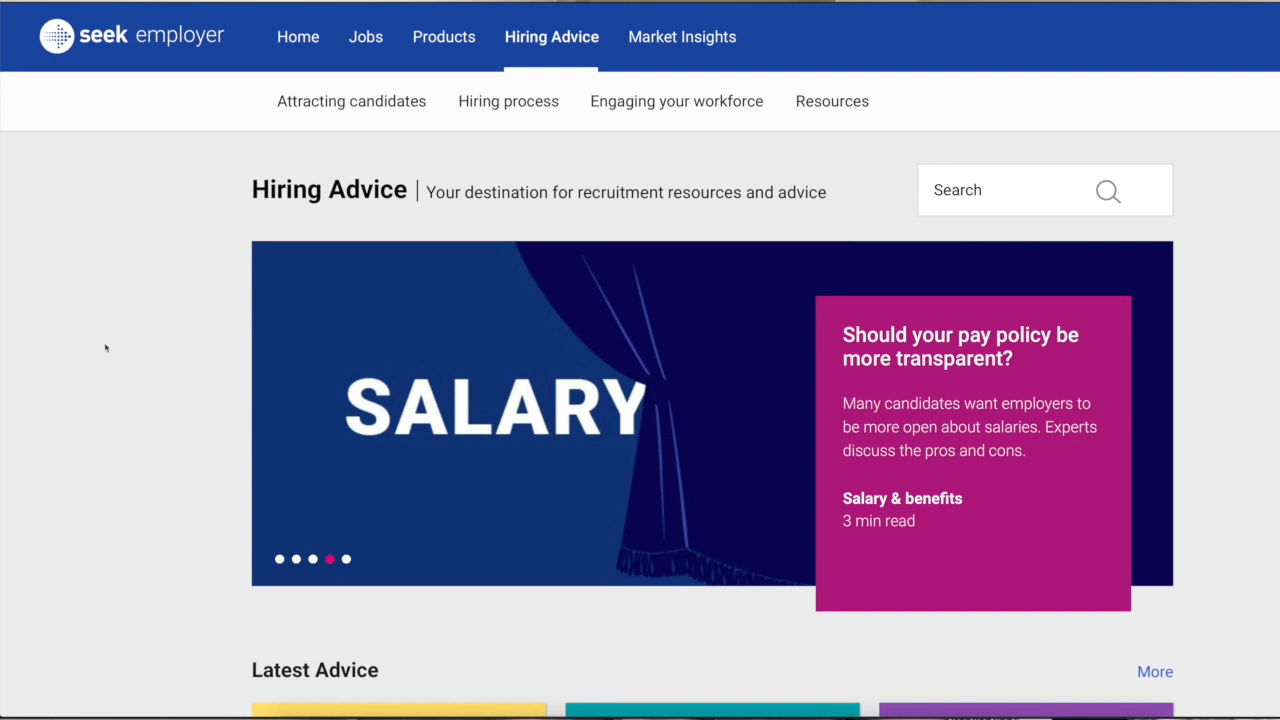 seek employer
Home Jobs Products Hiring Advice Market Insights
Attracting candidates Hiring process Engaging your workforce Resources
Hiring Advice | Your destination for recruitment resources and advice
Search
SALARY
Should your pay policy be
more transparent?
Many candidates want employers to
be more open about salaries. Experts
discuss the pros and cons.
Salary & benefits
3 min read
Latest Advice
More